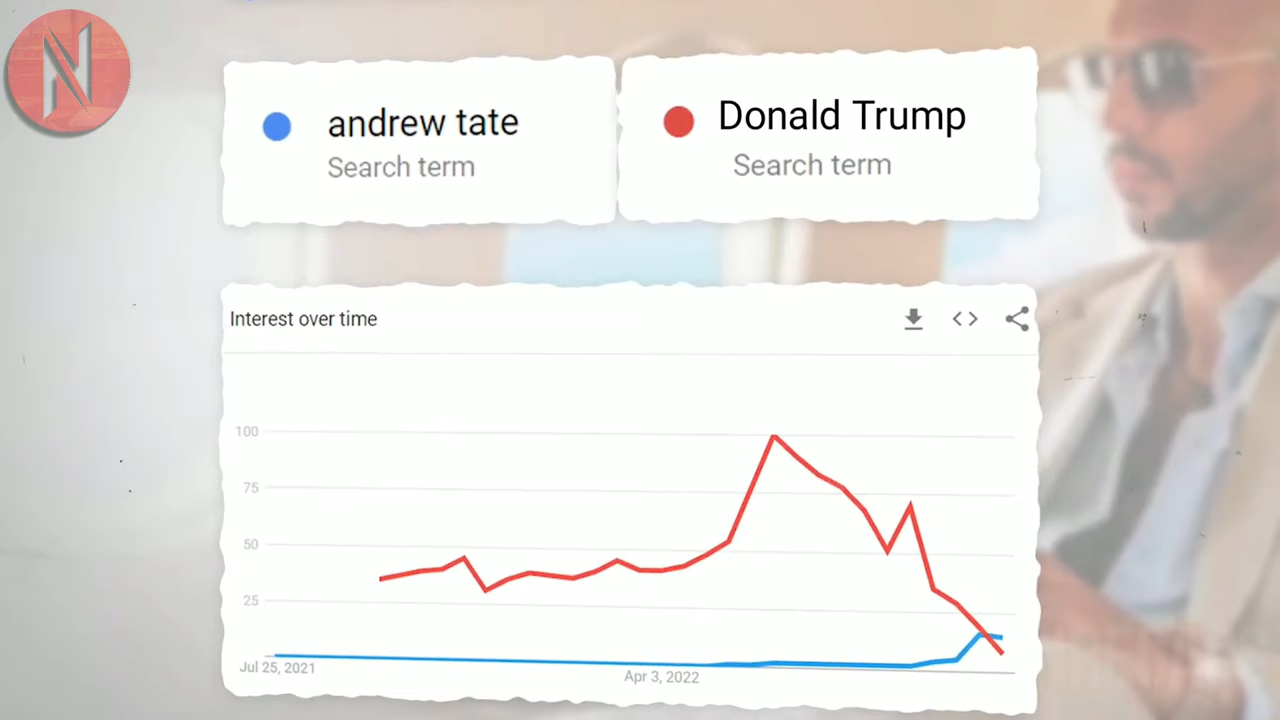 N
andrew tate
Search term
Donald Trump
Search term
Interest over time
100
75
50
25
Jul 25, 2021
Apr 3, 2022